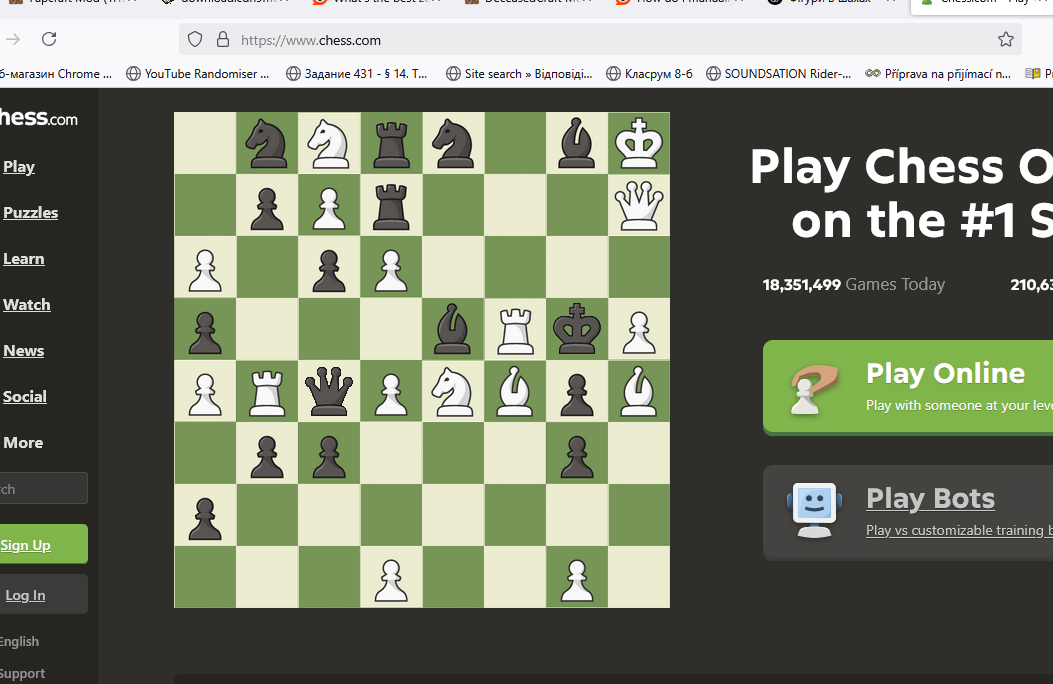 https://www.chess.com
б-магазин Chrome ... YouTube Randomiser ... Задание 431 - § 14. Т... Site search » Відповіді... Класрум 8-б SOUNDSATION Rider-... Příprava na přijímací n...
hess.com
Play
Puzzles
Learn
Watch
News
Social
More
rch
Sign Up
Log In
English
Support
Play Chess O
on the #1 S
18,351,499 Games Today 210,63
Play Online
Play with someone at your leve
Play Bots
Play vs customizable training b